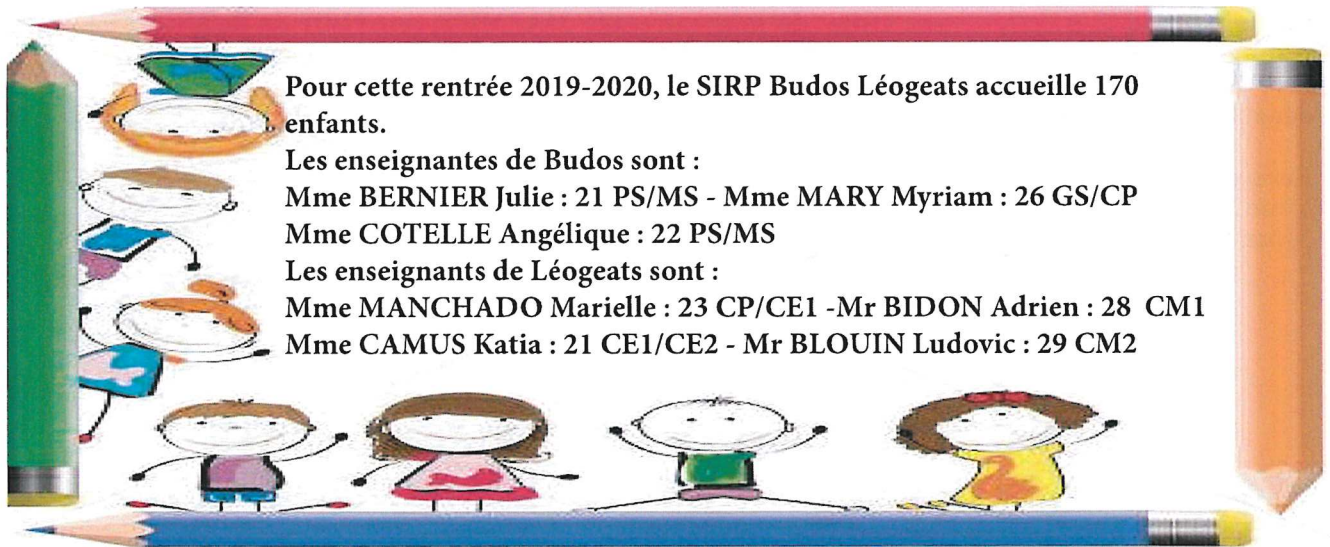 Pour cette rentrée 2019-2020, le SIRP Budos Léogeats accueille 170
enfants.
Les enseignantes de Budos sont :
Mme BERNIER Julie : 21 PS/MS - Mme MARY Myriam : 26 GS/CP
Mme COTELLE Angélique : 22 PS/MS
Les enseignants de Léogeats sont :
Mme MANCHADO Marielle : 23 CP/CE1 -Mr BIDON Adrien : 28 CM1
Mme CAMUS Katia : 21 CE1/CE2 - Mr BLOUIN Ludovic : 29 CM2